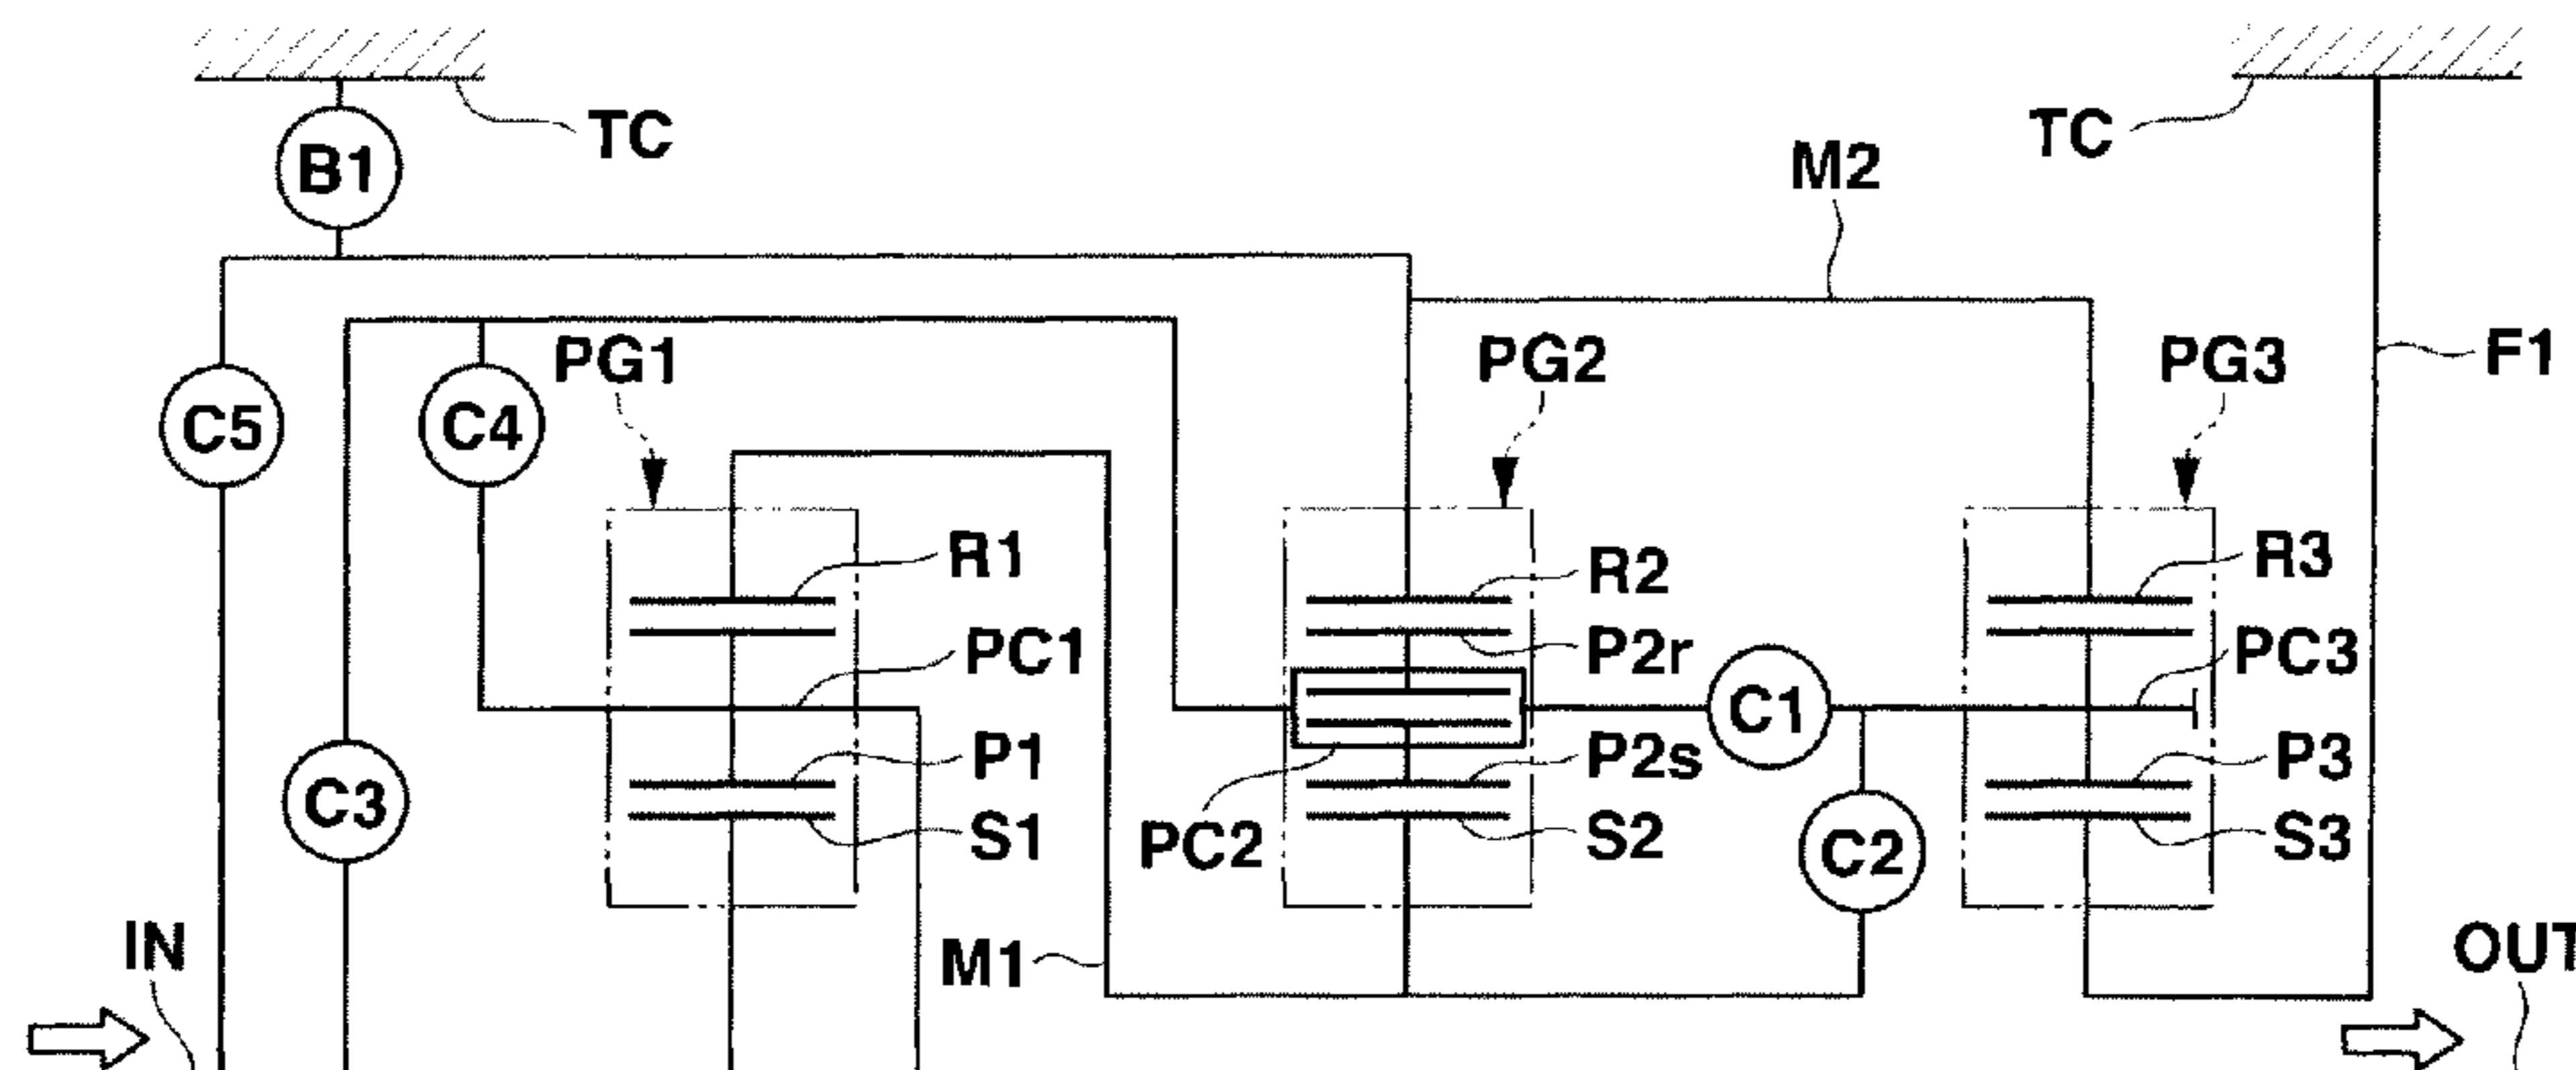 TC
TC
B1
M2
PG1
PG2
PG3
F1
C5
C4
R1
R2
R3
PC1
P2r
PC3
C1
P1
P2s
P3
C3
S1
PC2
S2
C2
S3
IN
M1
OUT